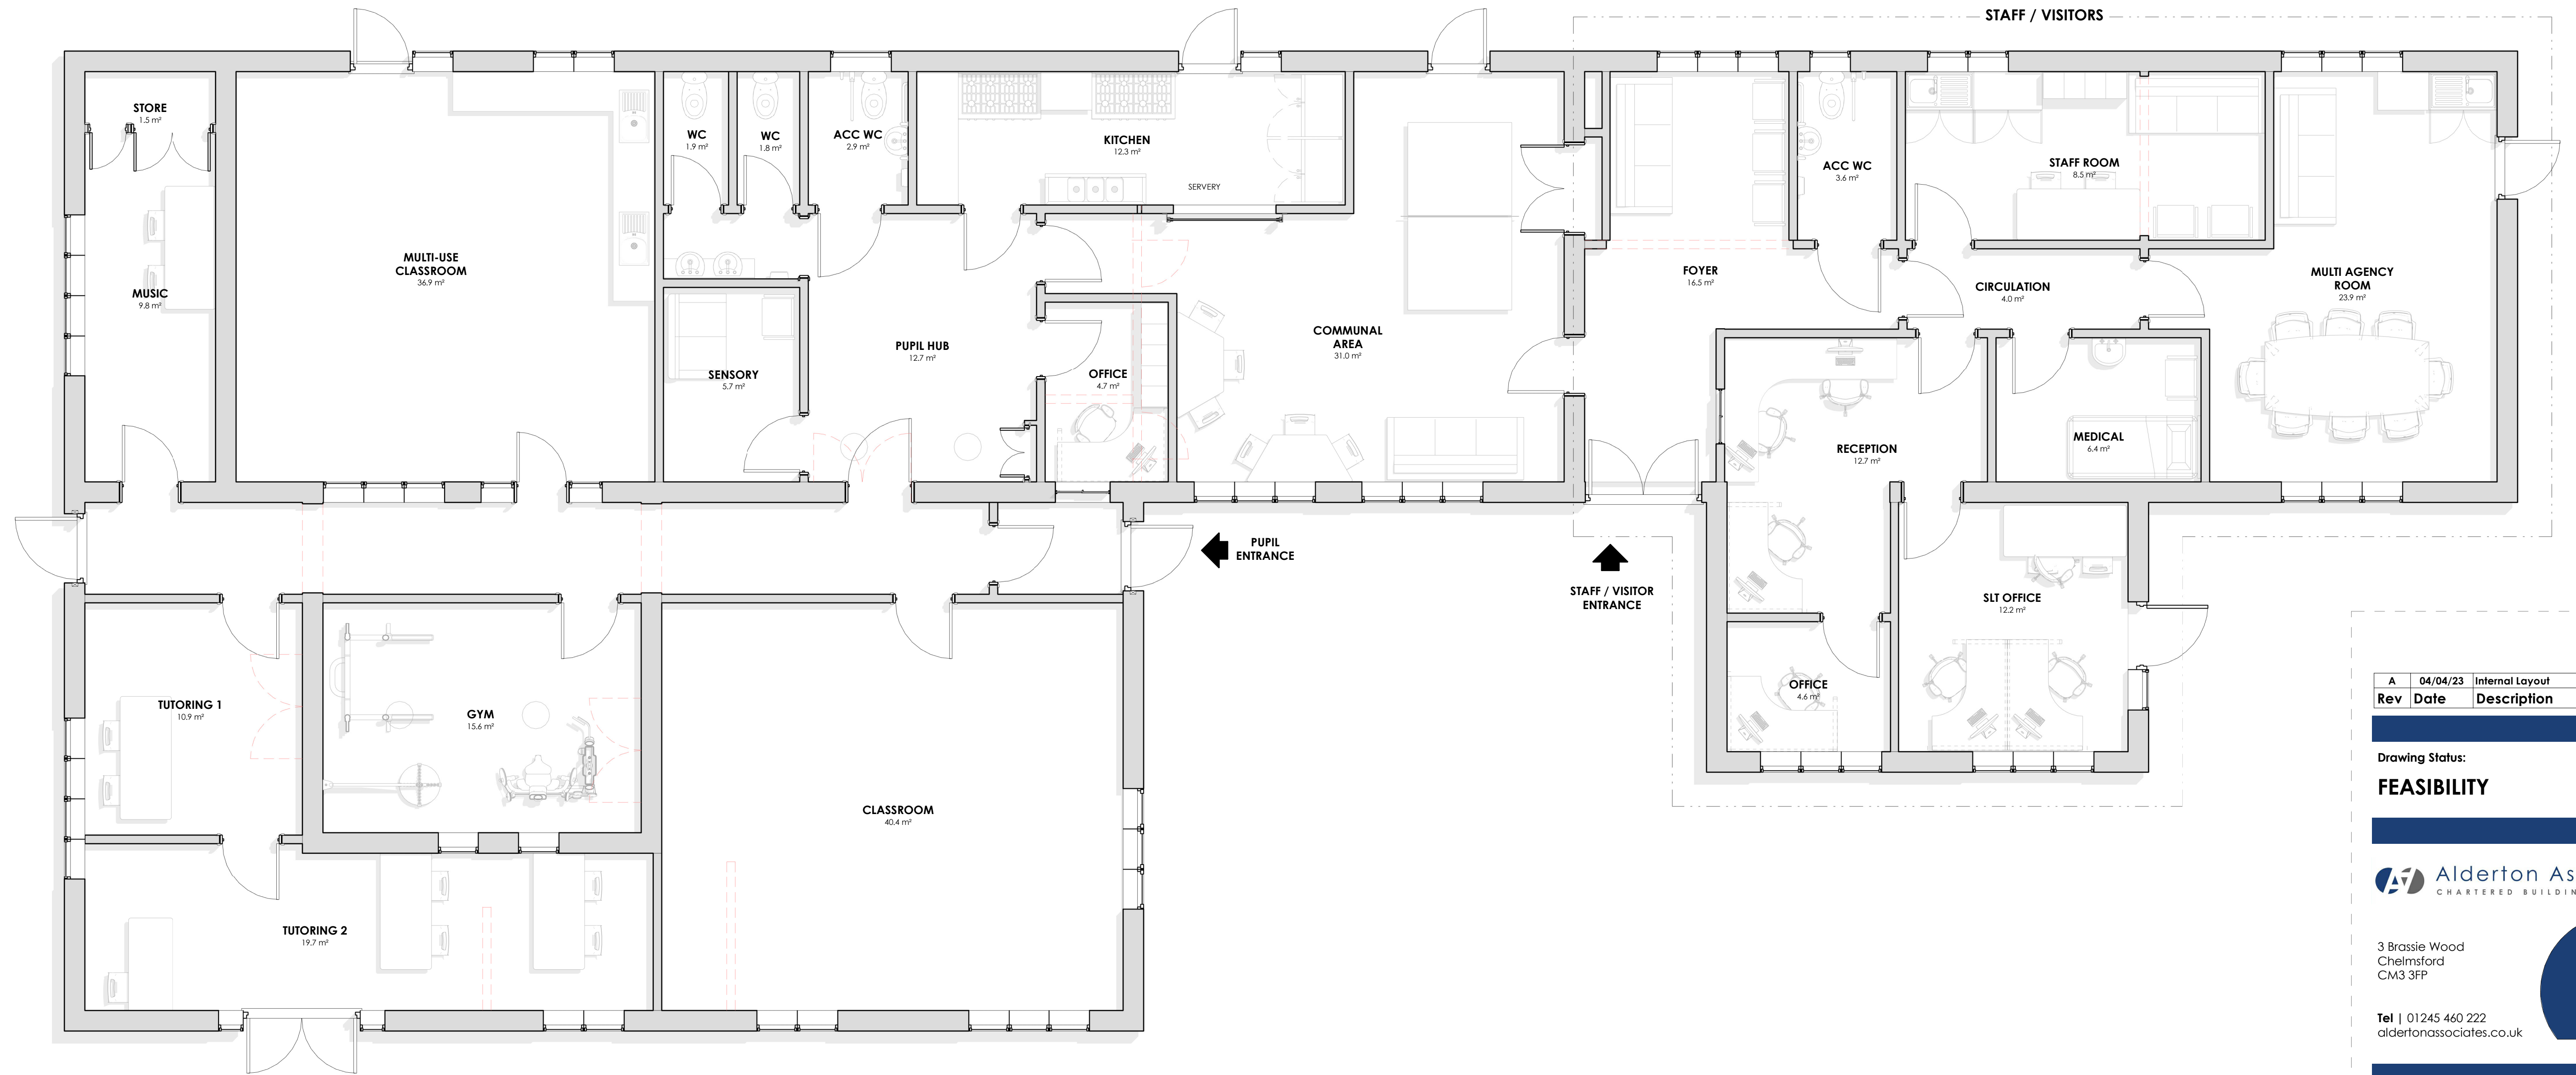 STAFF / VISITORS
STORE
1.5 m²
MUSIC
9.8 m²
MULTI-USE
CLASSROOM
36.9 m²
WC
1.9 m²
WC
1.8 m²
ACC WC
2.9 m²
KITCHEN
12.3 m²
SERVERY
SENSORY
5.7 m²
PUPIL HUB
12.7 m²
OFFICE
4.7 m²
COMMUNAL
AREA
31.0 m²
FOYER
16.5 m²
ACC WC
3.6 m²
STAFF ROOM
8.5 m²
CIRCULATION
4.0 m²
MULTI AGENCY
ROOM
23.9 m²
RECEPTION
12.7 m²
MEDICAL
6.4 m²
PUPIL
ENTRANCE
STAFF / VISITOR
ENTRANCE
SLT OFFICE
12.2 m²
OFFICE
4.6 m²
TUTORING 1
10.9 m²
GYM
15.6 m²
CLASSROOM
40.4 m²
TUTORING 2
19.7 m²
A 04/04/23 Internal Layout
Rev Date Description
Drawing Status:
FEASIBILITY
Alderton As
CHARTERED BUILDIN
3 Brassie Wood
Chelmsford
CM3 3FP
Tel | 01245 460 222
aldertonassociates.co.uk